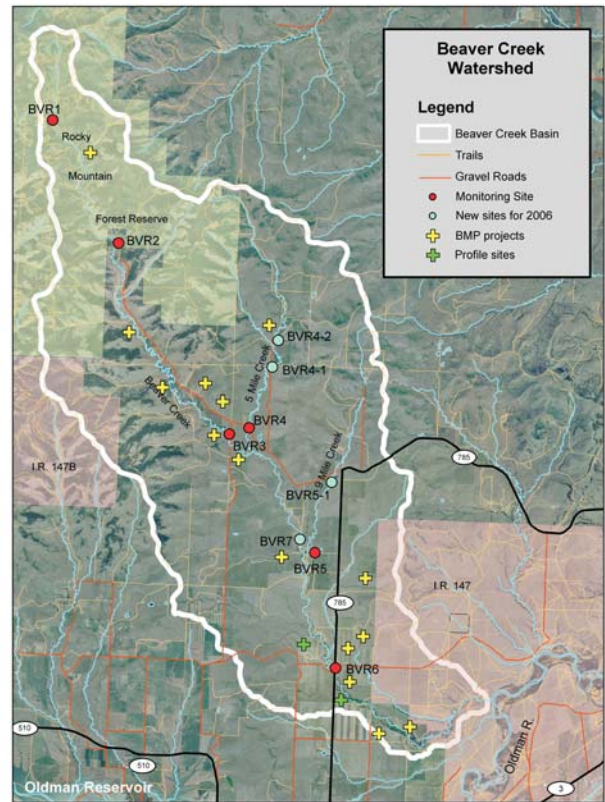 Beaver Creek
Watershed
Legend
Beaver Creek Basin
Trails
Gravel Roads
Monitoring Site
New sites for 2006
BMP projects
Profile sites
BVR1
Rocky
Mountain
Forest Reserve
BVR2
BVR4-2
5 Mile Creek
BVR4-1
Beaver Creek
BVR4
BVR3
I.R. 147B
785
9 Mile Creek
BVR5-1
BVR7
BVR5
I.R. 147
785
BVR6
510
510
Oldman R.
Oldman Reservoir
3